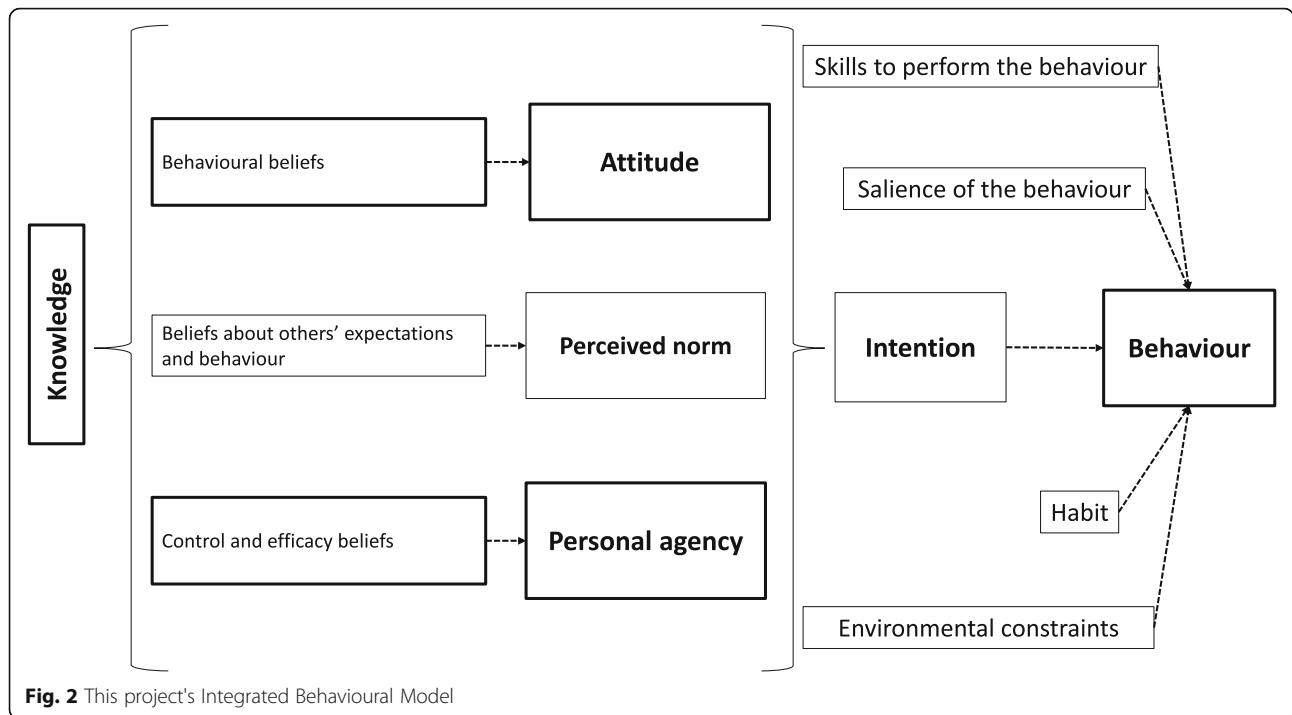 Knowledge
Behavioural beliefs
Attitude
Beliefs about others' expectations
and behaviour
Perceived norm
Control and efficacy beliefs
Personal agency
Skills to perform the behaviour
Salience of the behaviour
Intention
Behaviour
Habit
Environmental constraints
Fig. 2 This project's Integrated Behavioural Model